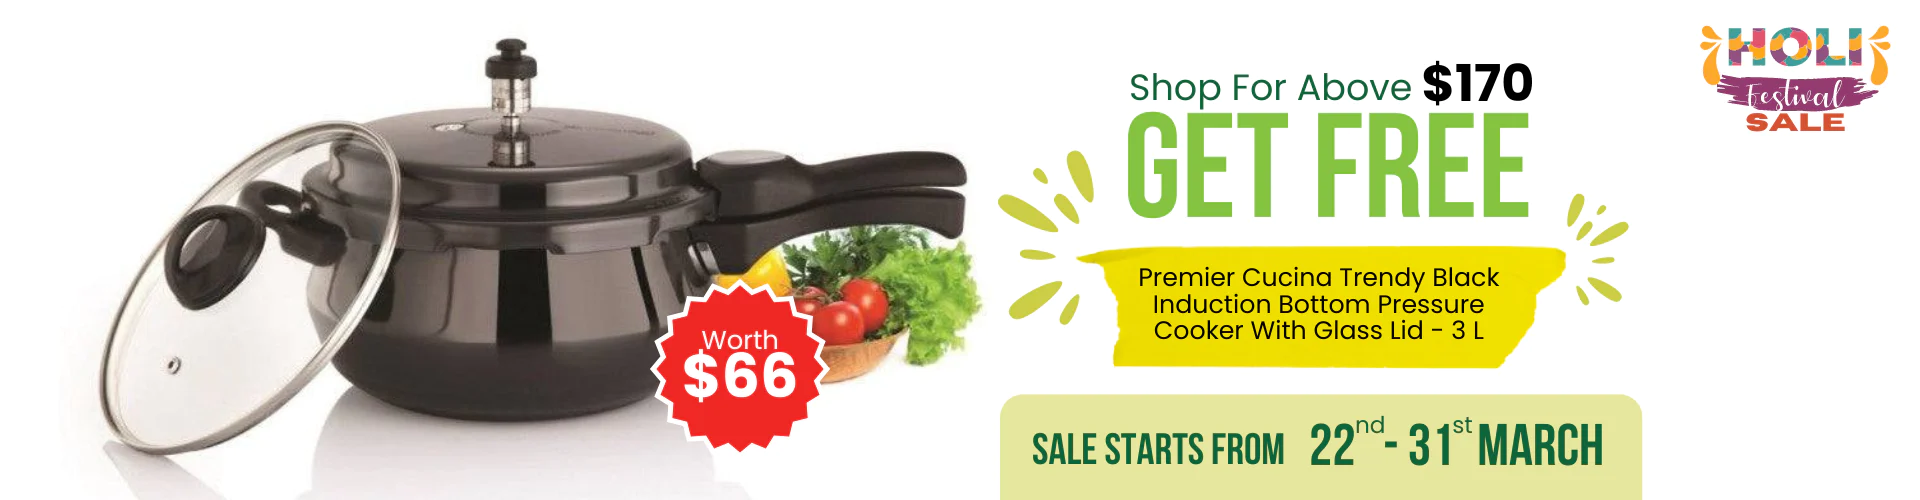 HOLI
Festival
SALE
Shop For Above $170
GET FREE
Premier Cucina Trendy Black
Induction Bottom Pressure
Cooker With Glass Lid - 3 L
Worth
$66
SALE STARTS FROM 22nd - 31st MARCH